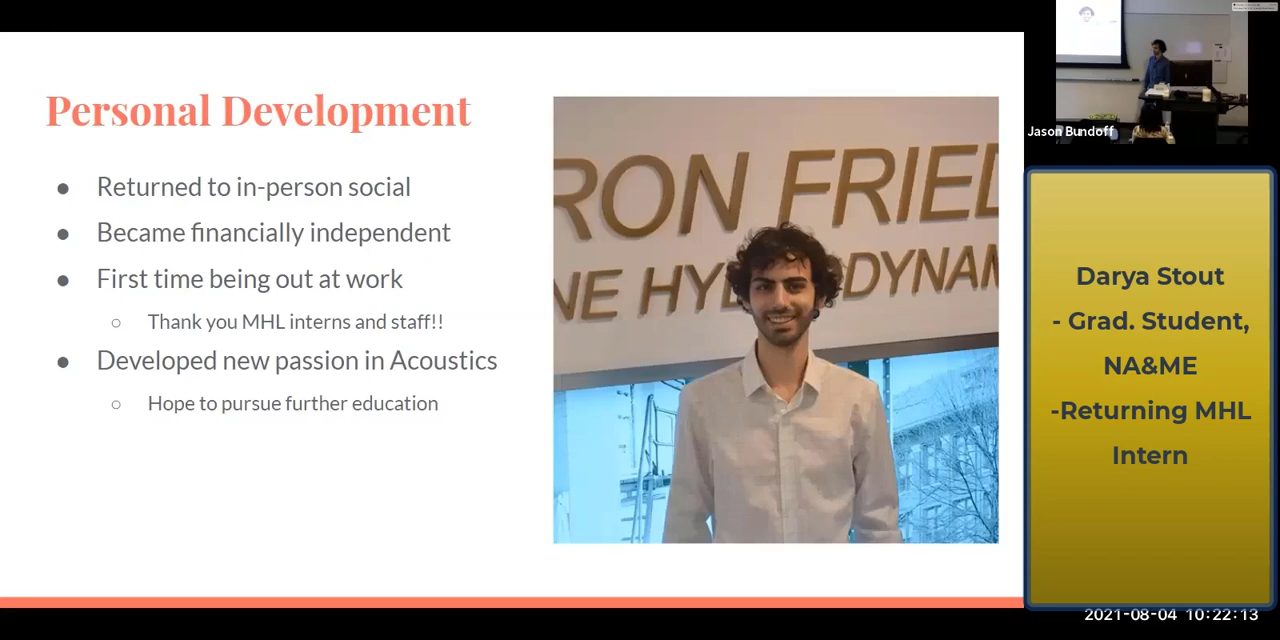 Personal Development
Returned to in-person social
Became financially independent
First time being out at work
Thank you MHL interns and staff!!
Developed new passion in Acoustics
Hope to pursue further education
RON FRIED
NE HY DYNAM
Jason Bundoff
Darya Stout
- Grad. Student,
NA&ME
-Returning MHL
Intern
2021-08-04 10:22:13